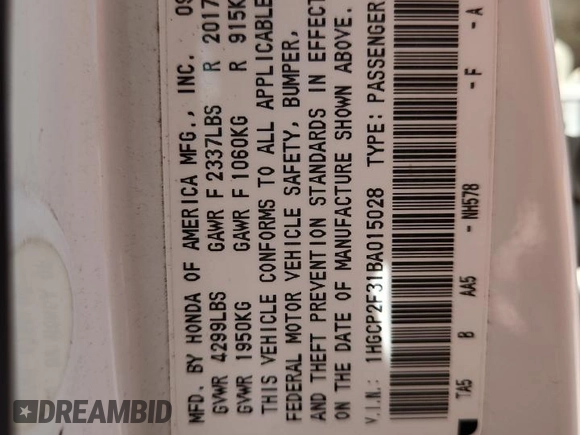 MFD. BY HONDA OF AMERICA MFG., INC. 09
GVWR 4299LBS GAWR F 2337LBS R 2017
GVWR 1950KG GAWR F 1060KG R 915K
THIS VEHICLE CONFORMS TO ALL APPLICABLE
FEDERAL MOTOR VEHICLE SAFETY, BUMPER,
AND THEFT PREVENTION STANDARDS IN EFFECT
ON THE DATE OF MANUFACTURE SHOWN ABOVE.
V.I.N.: 1HGCP2F31BA015028 TYPE: PASSENGER
TA5 B AA5 - NH578 - F - A
DREAMBID